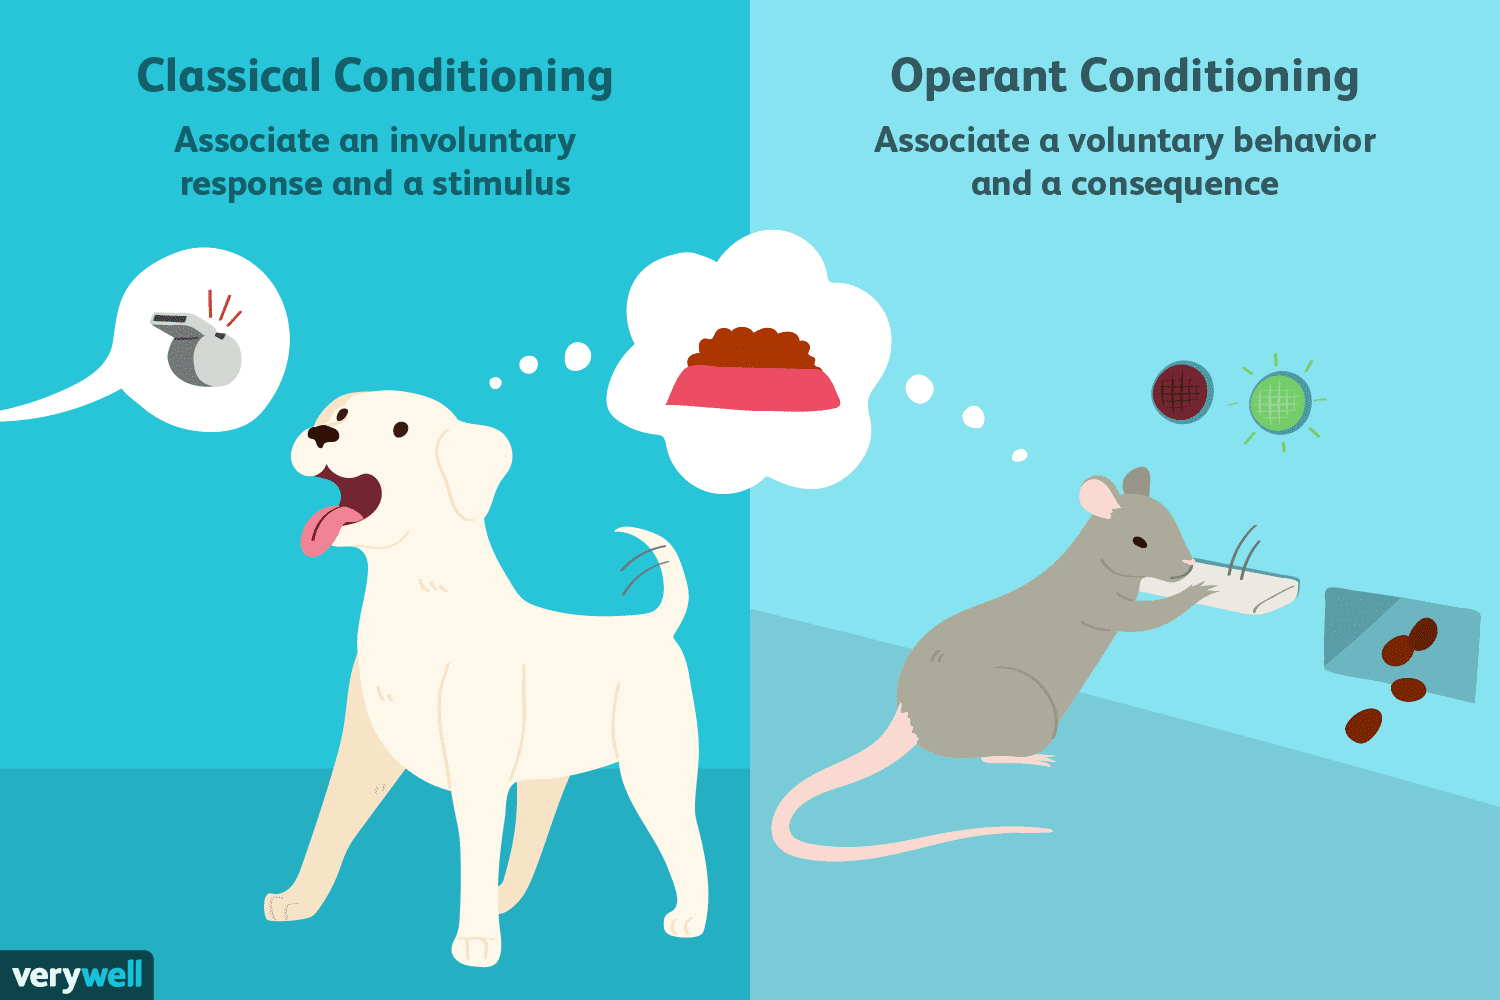 Classical Conditioning
Associate an involuntary
response and a stimulus
Operant Conditioning
Associate a voluntary behavior
and a consequence
verywell